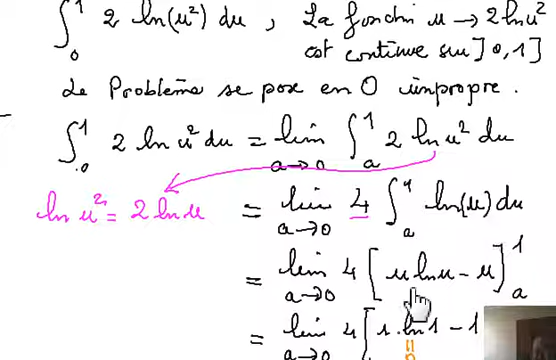 ∫₀¹ 2 ln(u²) du, La fonction u → 2 ln u²
est continue sur ]0, 1]
Le Problème se pose en 0 impropre.
∫₀¹ 2 ln u² du = lim_{a→0} ∫ₐ¹ 2 ln u² du
ln u² = 2 ln u = lim_{a→0} 4 ∫ₐ¹ ln(u) du
= lim_{a→0} 4 [u ln u - u]ₐ¹
= lim_{a→0} 4 [1 . ln 1 - 1